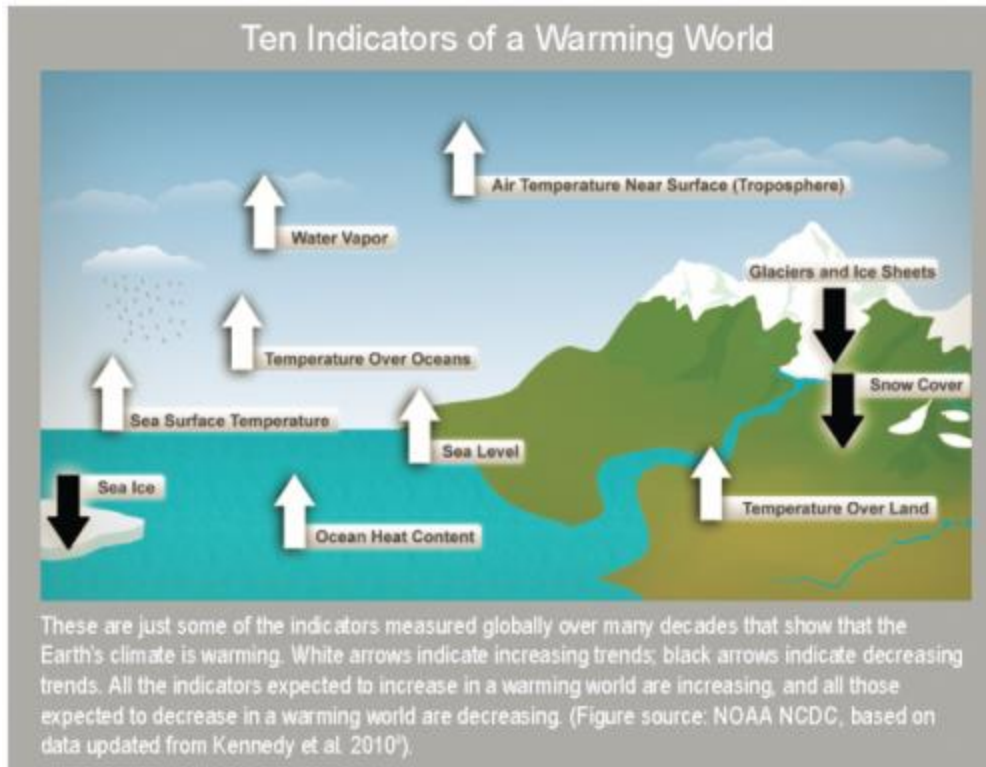 Ten Indicators of a Warming World
Air Temperature Near Surface (Troposphere)
Water Vapor
Glaciers and Ice Sheets
Temperature Over Oceans
Snow Cover
Sea Surface Temperature
Sea Level
Sea Ice
Temperature Over Land
Ocean Heat Content
These are just some of the indicators measured globally over many decades that show that the
Earth's climate is warming. White arrows indicate increasing trends; black arrows indicate decreasing
trends. All the indicators expected to increase in a warming world are increasing, and all those
expected to decrease in a warming world are decreasing. (Figure source: NOAA NCDC, based on
data updated from Kennedy et al. 2010).